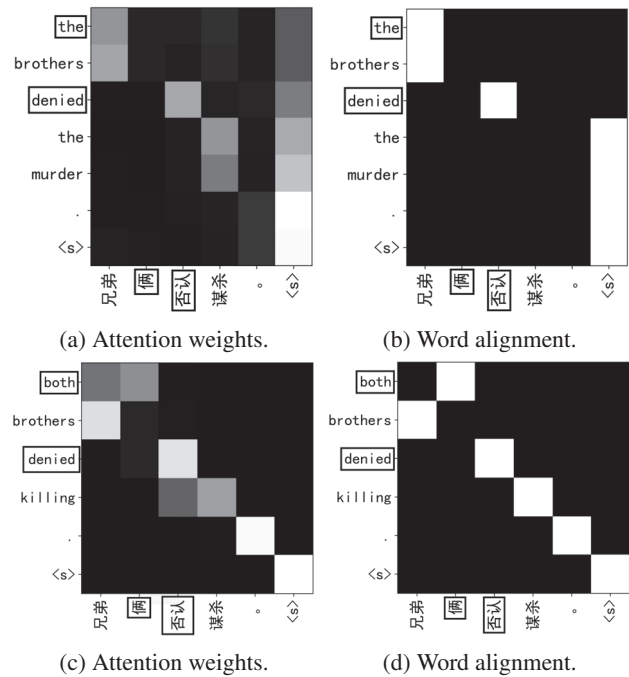 the
brothers
denied
the
murder
.
<s>
兄弟 俩 否认 谋杀 。 <s>
(a) Attention weights.
the
brothers
denied
the
murder
.
<s>
兄弟 俩 否认 谋杀 。 <s>
(b) Word alignment.
both
brothers
denied
killing
.
<s>
兄弟 俩 否认 谋杀 。 <s>
(c) Attention weights.
both
brothers
denied
killing
.
<s>
兄弟 俩 否认 谋杀 。 <s>
(d) Word alignment.